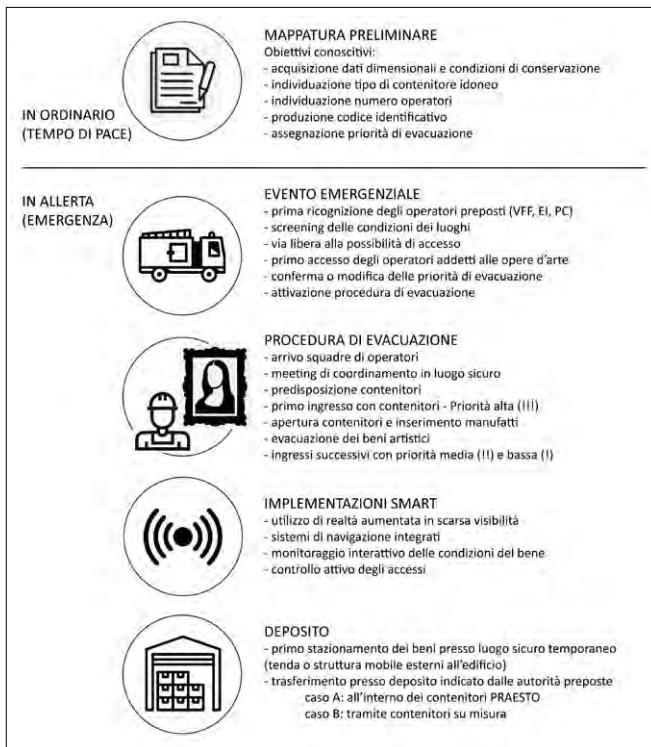 MAPPATURA PRELIMINARE
Obiettivi conoscitivi:
- acquisizione dati dimensionali e condizioni di conservazione
- individuazione tipo di contenitore idoneo
- individuazione numero operatori
- produzione codice identificativo
- assegnazione priorità di evacuazione
IN ORDINARIO
(TEMPO DI PACE)
IN ALLERTA
(EMERGENZA)
EVENTO EMERGENZIALE
- prima ricognizione degli operatori preposti (VFF, EI, PC)
- screening delle condizioni dei luoghi
- via libera alla possibilità di accesso
- primo accesso degli operatori addetti alle opere d'arte
- conferma o modifica delle priorità di evacuazione
- attivazione procedura di evacuazione
PROCEDURA DI EVACUAZIONE
- arrivo squadre di operatori
- meeting di coordinamento in luogo sicuro
- predisposizione contenitori
- primo ingresso con contenitori - Priorità alta (!!!)
- apertura contenitori e inserimento manufatti
- evacuazione dei beni artistici
- ingressi successivi con priorità media (!!) e bassa (!)
IMPLEMENTAZIONI SMART
- utilizzo di realtà aumentata in scarsa visibilità
- sistemi di navigazione integrati
- monitoraggio interattivo delle condizioni del bene
- controllo attivo degli accessi
DEPOSITO
- primo stazionamento dei beni presso luogo sicuro temporaneo
(tenda o struttura mobile esterni all'edificio)
- trasferimento presso deposito indicato dalle autorità preposte
caso A: all'interno dei contenitori PRAESTO
caso B: tramite contenitori su misura